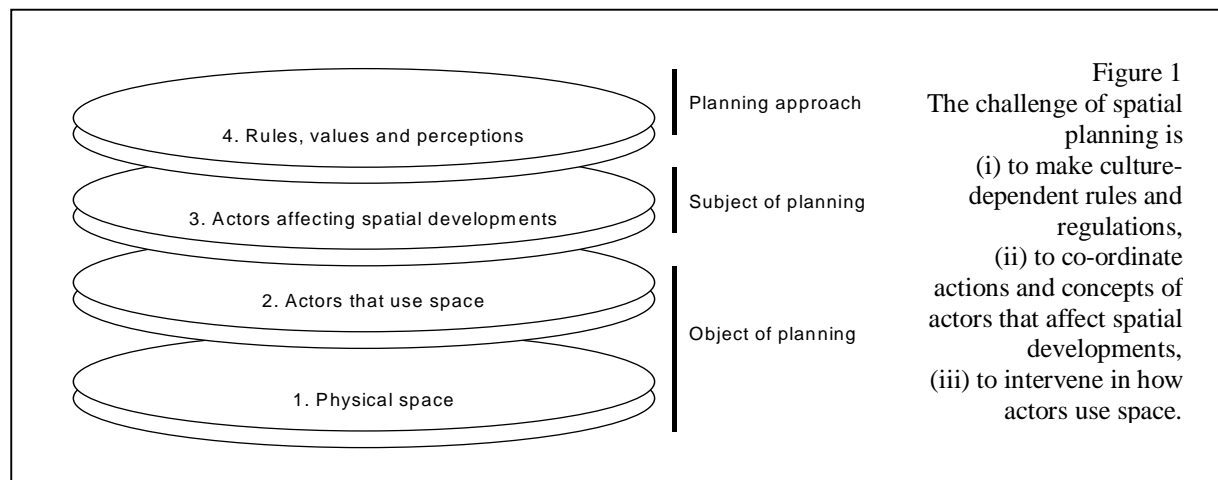 4. Rules, values and perceptions
3. Actors affecting spatial developments
2. Actors that use space
1. Physical space
Planning approach
Subject of planning
Object of planning
Figure 1
The challenge of spatial
planning is
(i) to make culture-
dependent rules and
regulations,
(ii) to co-ordinate
actions and concepts of
actors that affect spatial
developments,
(iii) to intervene in how
actors use space.